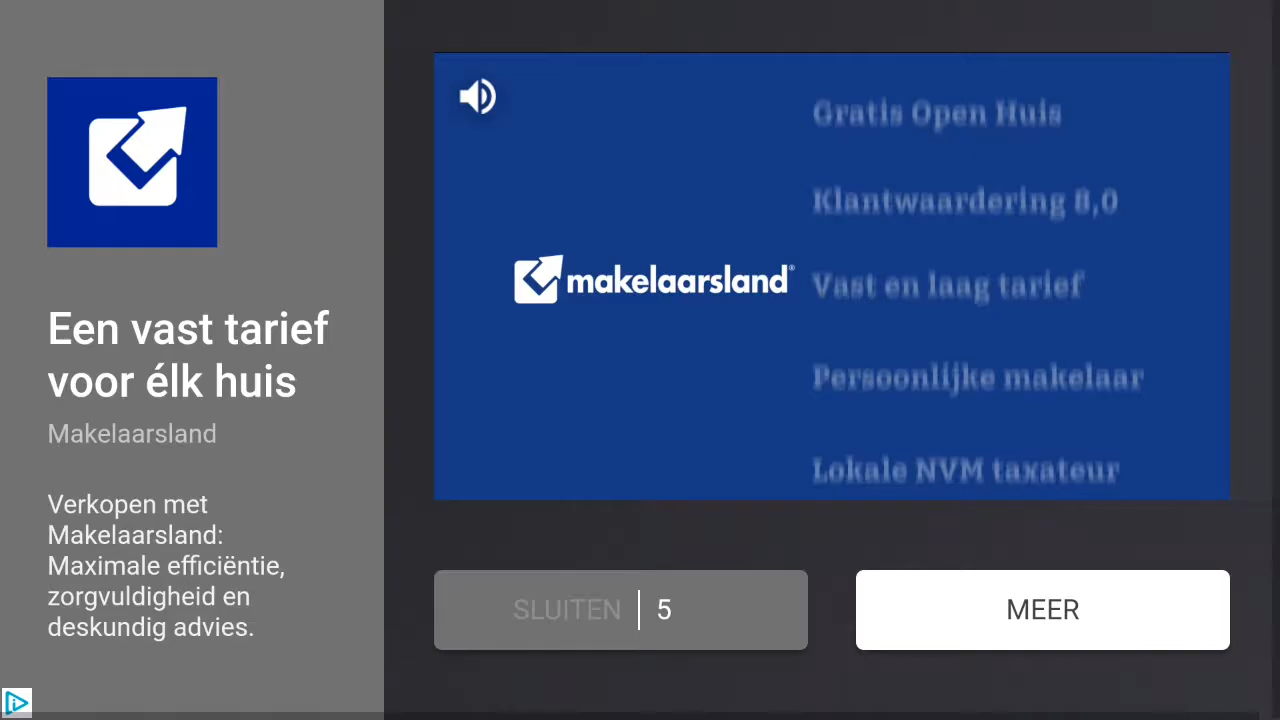 Een vast tarief
voor élk huis
Makelaarsland
Verkopen met
Makelaarsland:
Maximale efficiëntie,
zorgvuldigheid en
deskundig advies.
makelaarsland®
Gratis Open Huis
Klantwaardering 8,0
Vast en laag tarief
Persoonlijke makelaar
Lokale NVM taxateur
SLUITEN | 5
MEER